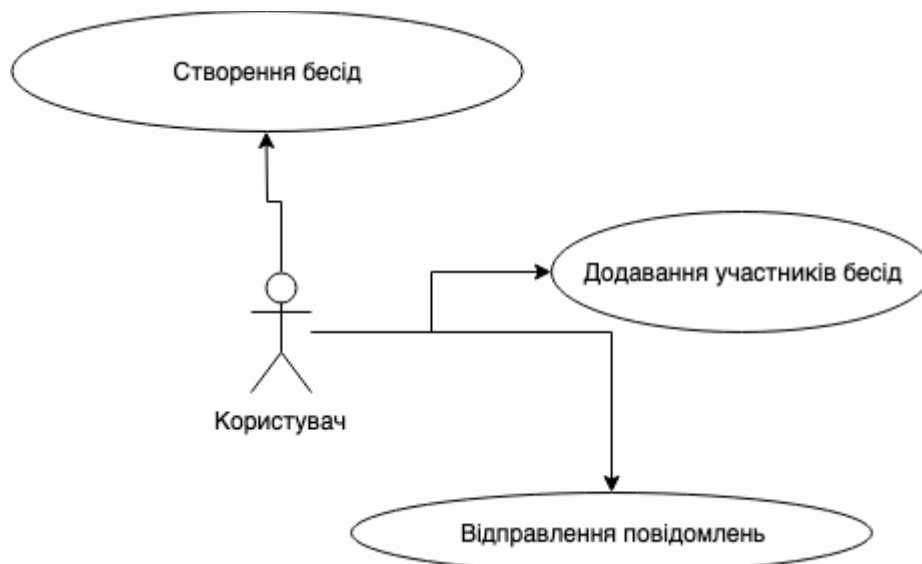 Створення бесід
Додавання участників бесід
Користувач
Відправлення повідомлень